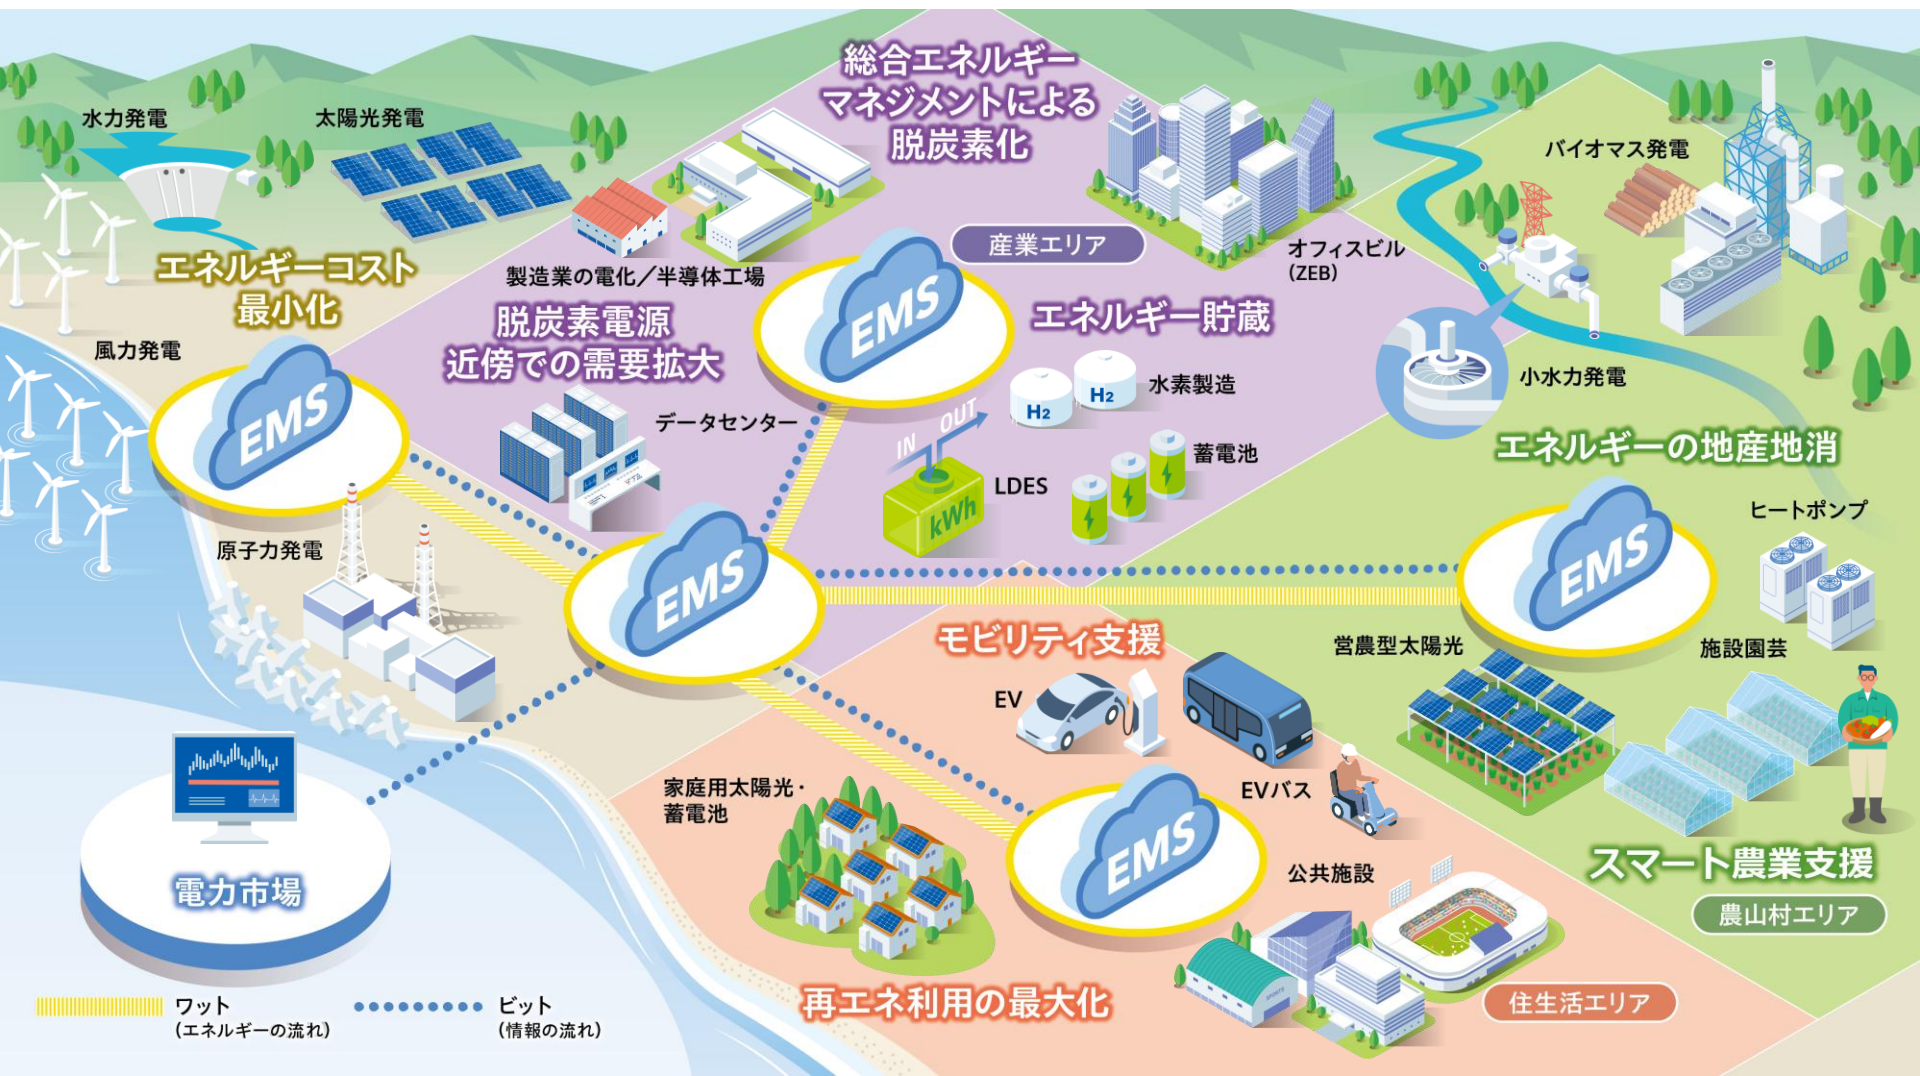 総合エネルギー
マネジメントによる
脱炭素化
水力発電
太陽光発電
バイオマス発電
産業エリア
オフィスビル
(ZEB)
製造業の電化／半導体工場
エネルギーコスト
最小化
EMS
脱炭素電源
近傍での需要拡大
エネルギー貯蔵
風力発電
EMS
データセンター
IN
OUT
H2
H2
水素製造
小水力発電
蓄電池
LDES
kWh
エネルギーの地産地消
ヒートポンプ
原子力発電
EMS
EMS
モビリティ支援
営農型太陽光
施設園芸
EV
EVバス
家庭用太陽光・
蓄電池
EMS
公共施設
スマート農業支援
農山村エリア
電力市場
再エネ利用の最大化
SPORTS
住生活エリア
ワット
(エネルギーの流れ)
ビット
(情報の流れ)